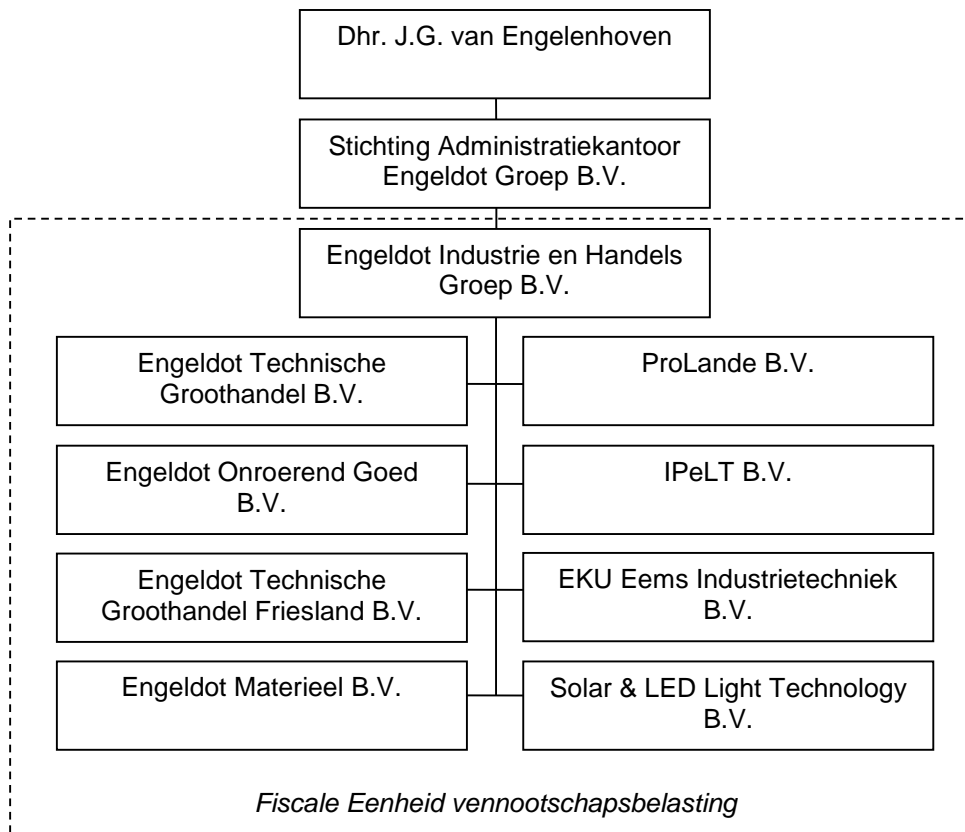 Dhr. J.G. van Engelenhoven
Stichting Administratiekantoor
Engeldot Groep B.V.
Engeldot Industrie en Handels
Groep B.V.
Engeldot Technische
Groothandel B.V.
ProLande B.V.
Engeldot Onroerend Goed
B.V.
IPeLT B.V.
Engeldot Technische
Groothandel Friesland B.V.
EKU Eems Industrietechniek
B.V.
Engeldot Materieel B.V.
Solar & LED Light Technology
B.V.
Fiscale Eenheid vennootschapsbelasting